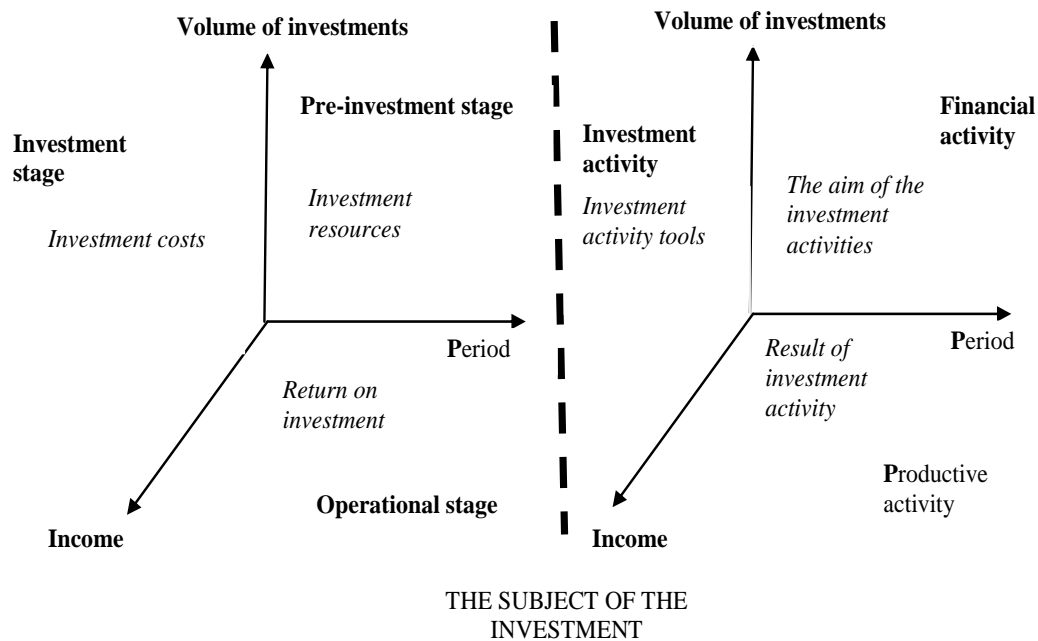 Volume of investments
Pre-investment stage
Investment
stage
Investment
resources
Investment costs
Period
Return on
investment
Operational stage
Income
Volume of investments
Financial
activity
Investment
activity
The aim of the
investment
activities
Investment
activity tools
Period
Result of
investment
activity
Productive
activity
Income
THE SUBJECT OF THE
INVESTMENT